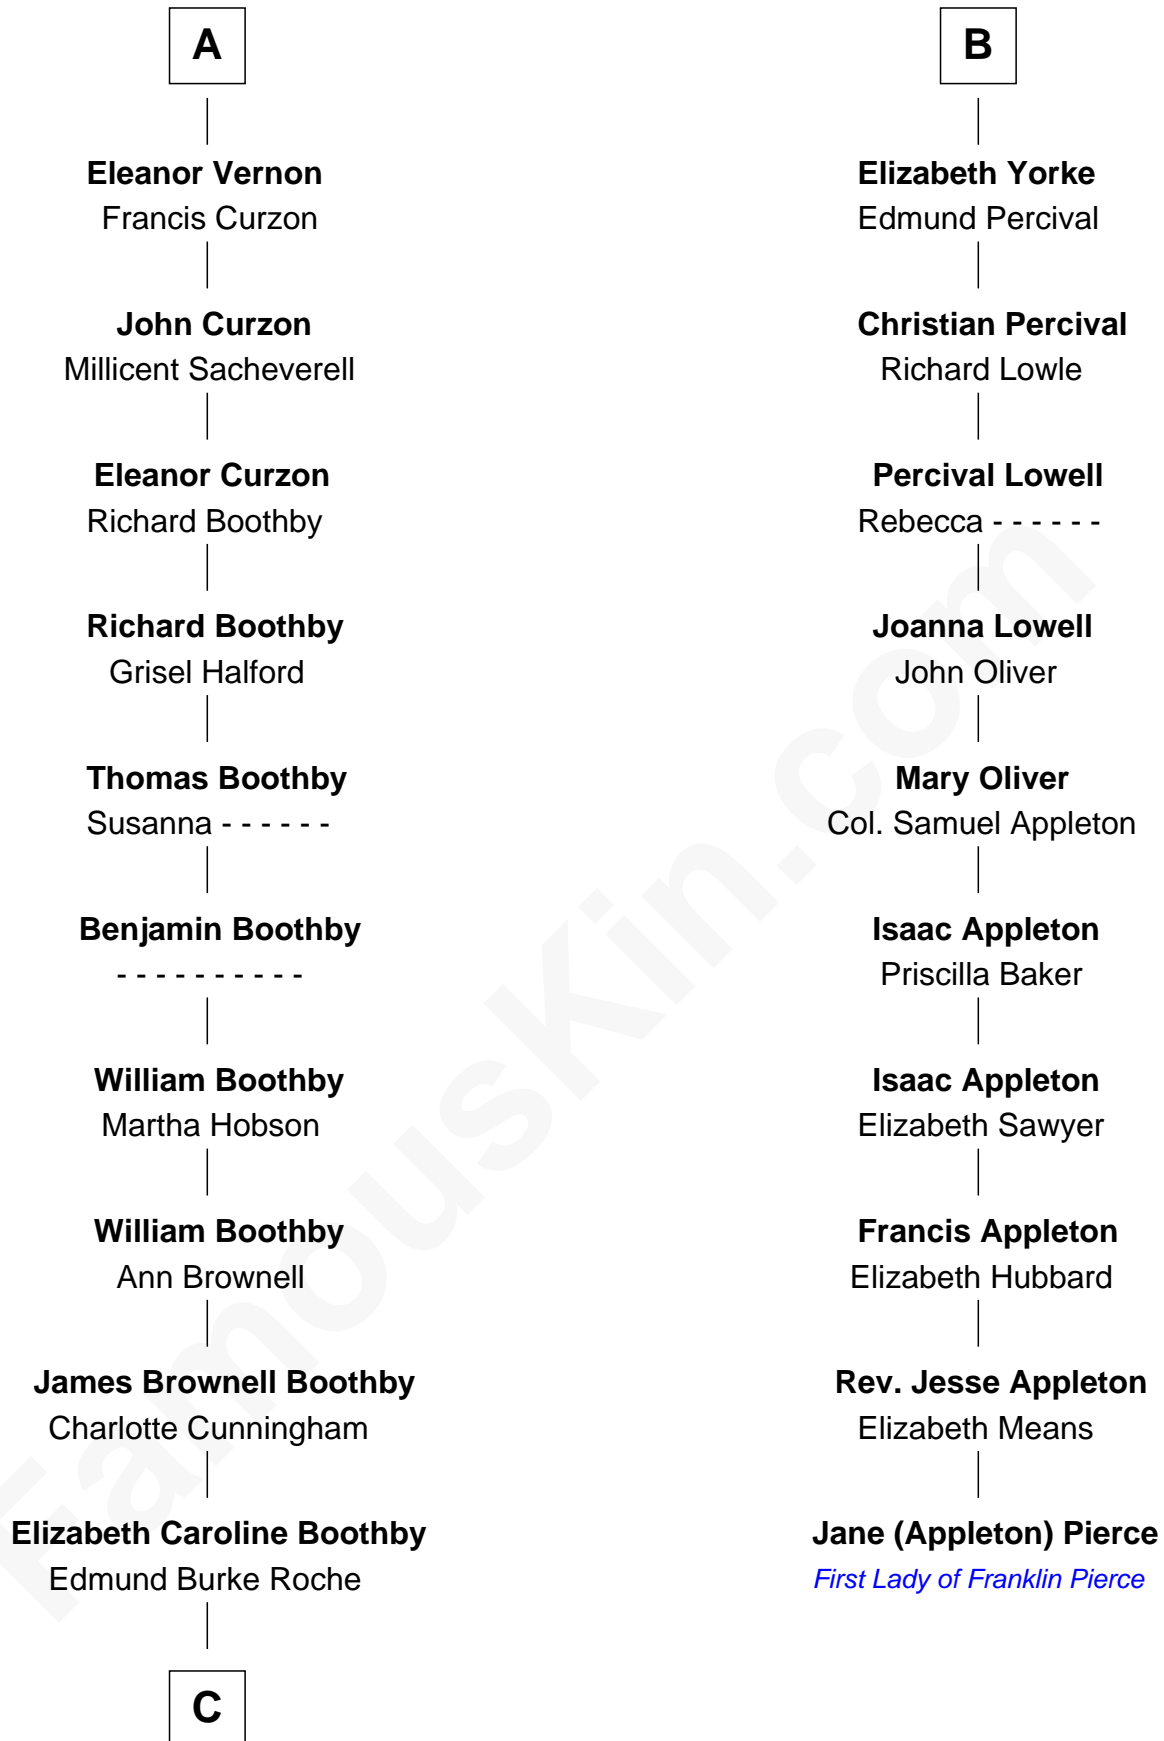 A
Eleanor Vernon
Francis Curzon
John Curzon
Millicent Sacheverell
Eleanor Curzon
Richard Boothby
Richard Boothby
Grisel Halford
Thomas Boothby
Susanna - - - - - -
Benjamin Boothby
- - - - - - - - - -
William Boothby
Martha Hobson
William Boothby
Ann Brownell
James Brownell Boothby
Charlotte Cunningham
Elizabeth Caroline Boothby
Edmund Burke Roche
C
B
Elizabeth Yorke
Edmund Percival
Christian Percival
Richard Lowle
Percival Lowell
Rebecca - - - - - -
Joanna Lowell
John Oliver
Mary Oliver
Col. Samuel Appleton
Isaac Appleton
Priscilla Baker
Isaac Appleton
Elizabeth Sawyer
Francis Appleton
Elizabeth Hubbard
Rev. Jesse Appleton
Elizabeth Means
Jane (Appleton) Pierce
First Lady of Franklin Pierce
FamousKin.com